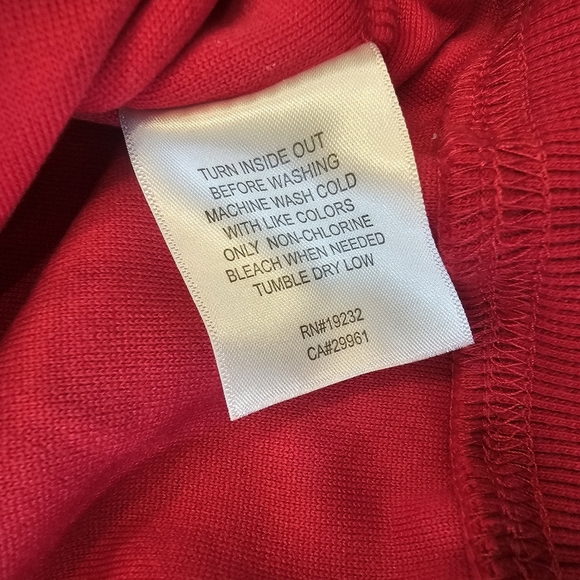 TURN INSIDE OUT
BEFORE WASHING
MACHINE WASH COLD
WITH LIKE COLORS
ONLY NON-CHLORINE
BLEACH WHEN NEEDED
TUMBLE DRY LOW
RN#19232
CA#29961